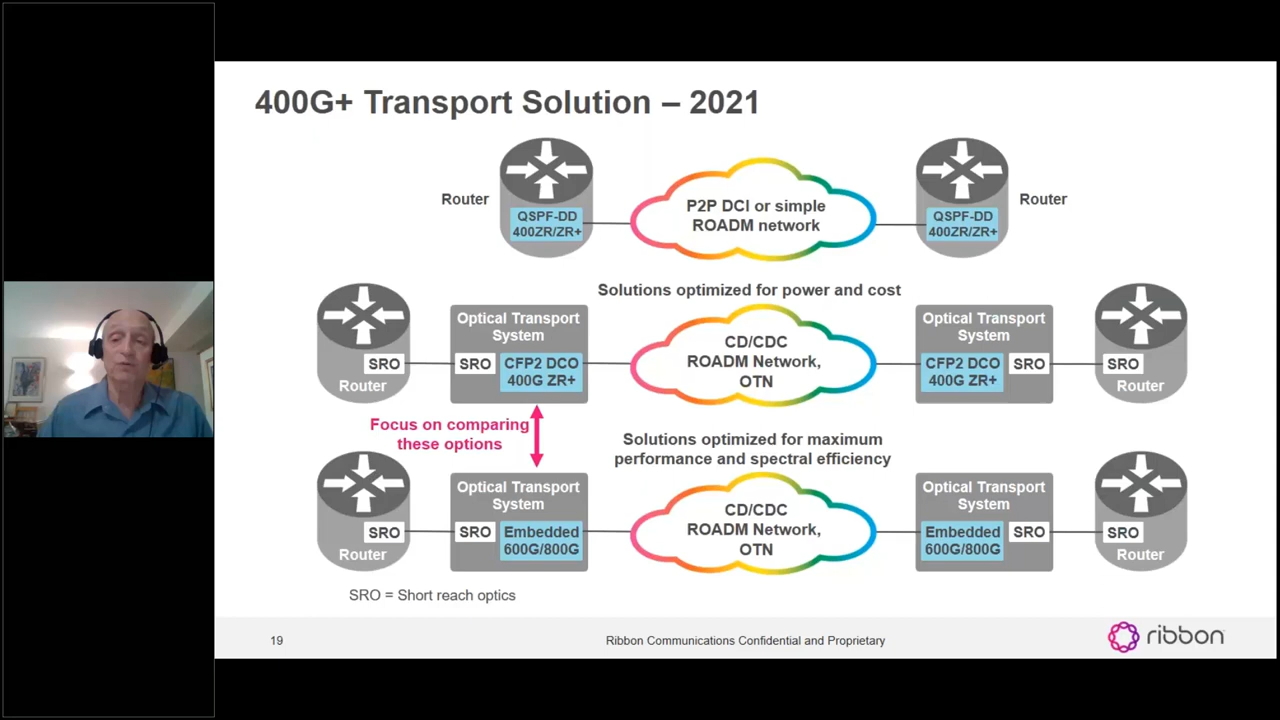 400G+ Transport Solution – 2021
Router
QSPF-DD
400ZR/ZR+
P2P DCI or simple
ROADM network
QSPF-DD
400ZR/ZR+
Router
Solutions optimized for power and cost
SRO
Router
Optical Transport
System
SRO
CFP2 DCO
400G ZR+
CD/CDC
ROADM Network,
OTN
Optical Transport
System
CFP2 DCO
400G ZR+
SRO
SRO
Router
Focus on comparing
these options
Solutions optimized for maximum
performance and spectral efficiency
SRO
Router
Optical Transport
System
SRO
Embedded
600G/800G
CD/CDC
ROADM Network,
OTN
Optical Transport
System
Embedded
600G/800G
SRO
SRO
Router
SRO = Short reach optics
19
Ribbon Communications Confidential and Proprietary
ribbon